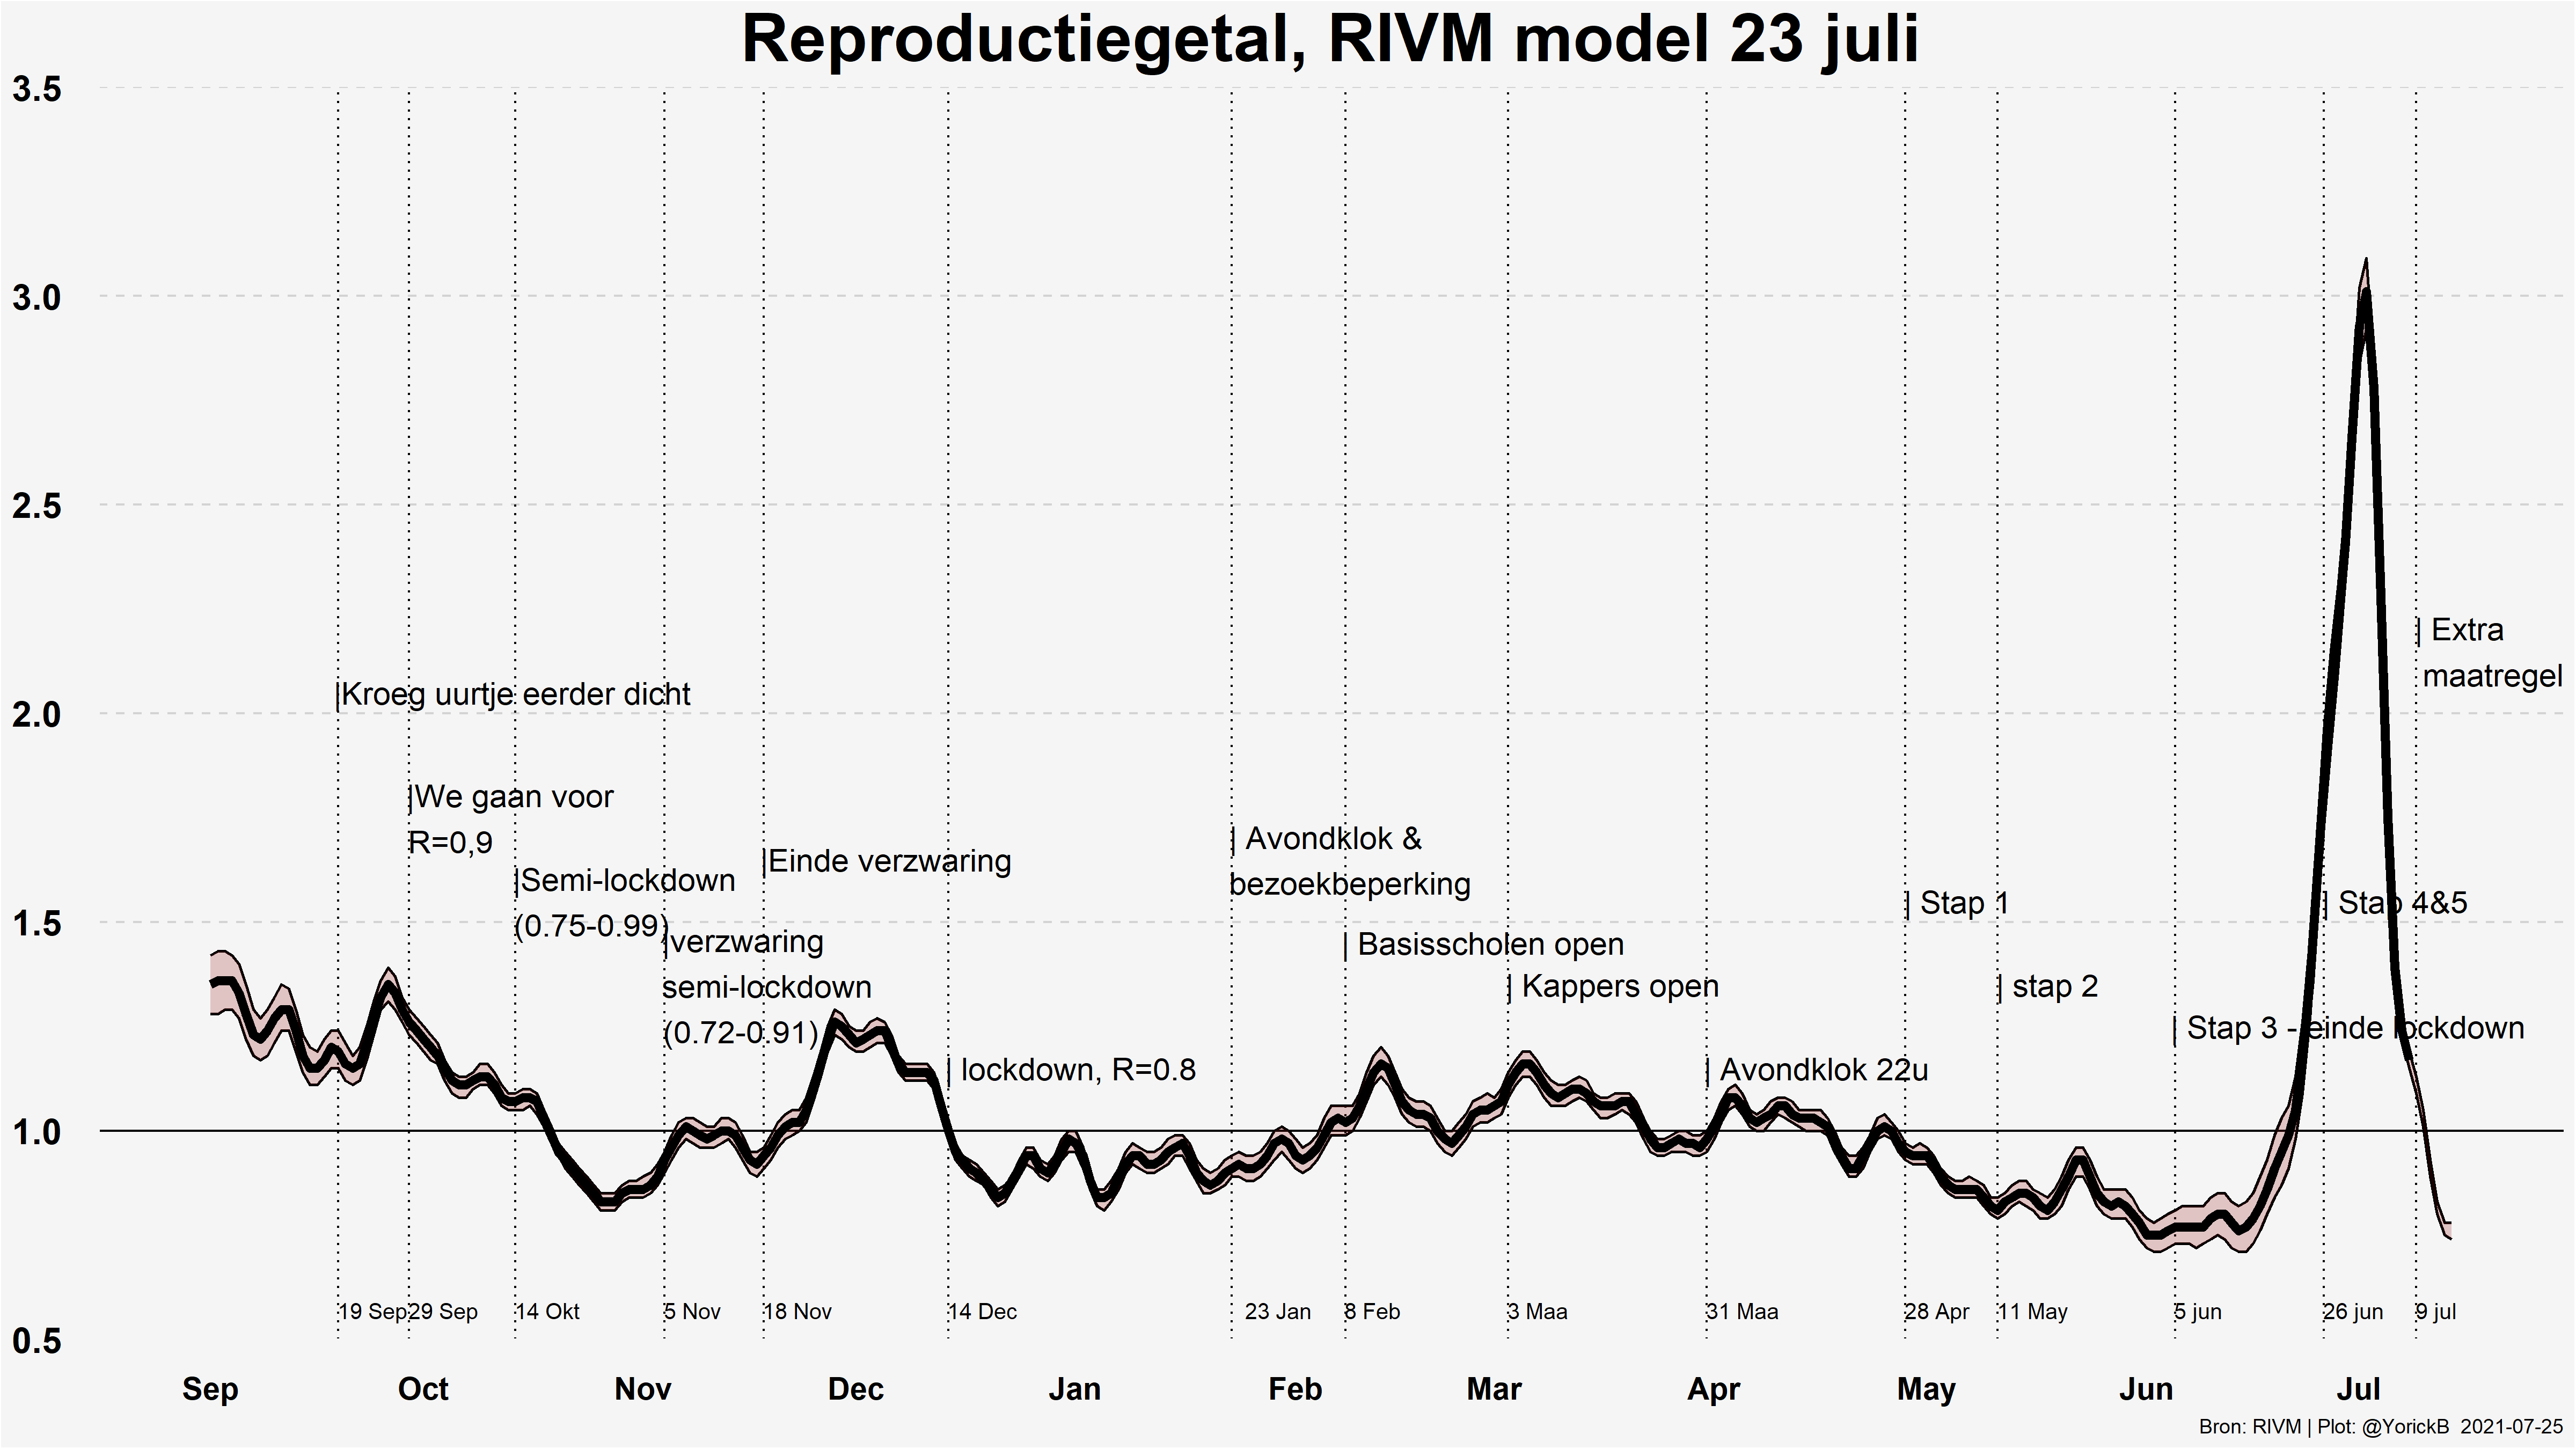 Reproductiegetal, RIVM model 23 juli
3.5
3.0
2.5
2.0
1.5
1.0
0.5
|Kroeg uurtje eerder dicht
|We gaan voor
R=0,9
|Semi-lockdown
(0.75-0.99)
|verzwaring
semi-lockdown
(0.72-0.91)
|Einde verzwaring
| lockdown, R=0.8
| Avondklok &
bezoekbeperking
| Basisscholen open
| Kappers open
| Avondklok 22u
| Stap 1
| stap 2
| Stap 3 - einde lockdown
| Stap 4&5
| Extra
maatregel
19 Sep
29 Sep
14 Okt
5 Nov
18 Nov
14 Dec
23 Jan
8 Feb
3 Maa
31 Maa
28 Apr
11 May
5 jun
26 jun
9 jul
Sep
Oct
Nov
Dec
Jan
Feb
Mar
Apr
May
Jun
Jul
Bron: RIVM | Plot: @YorickB 2021-07-25